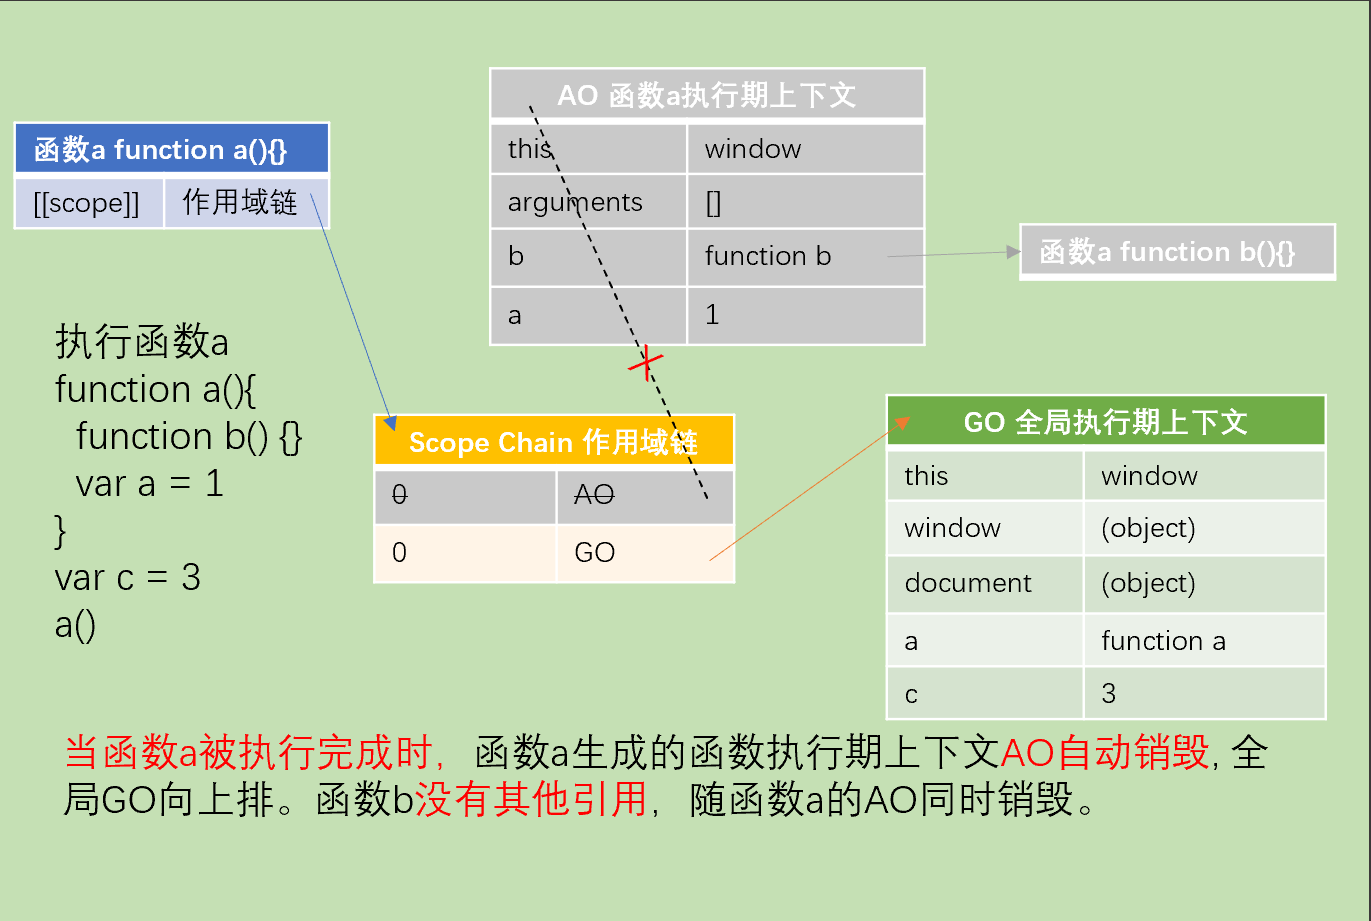 函数a function a(){}
[[scope]] 作用域链
AO 函数a执行期上下文
this window
arguments []
b function b
a 1
函数a function b(){}
执行函数a
function a(){
function b() {}
var a = 1
}
var c = 3
a()
Scope Chain 作用域链
0 AO
0 GO
GO 全局执行期上下文
this window
window (object)
document (object)
a function a
c 3
当函数a被执行完成时，函数a生成的函数执行期上下文AO自动销毁, 全
局GO向上排。函数b没有其他引用，随函数a的AO同时销毁。